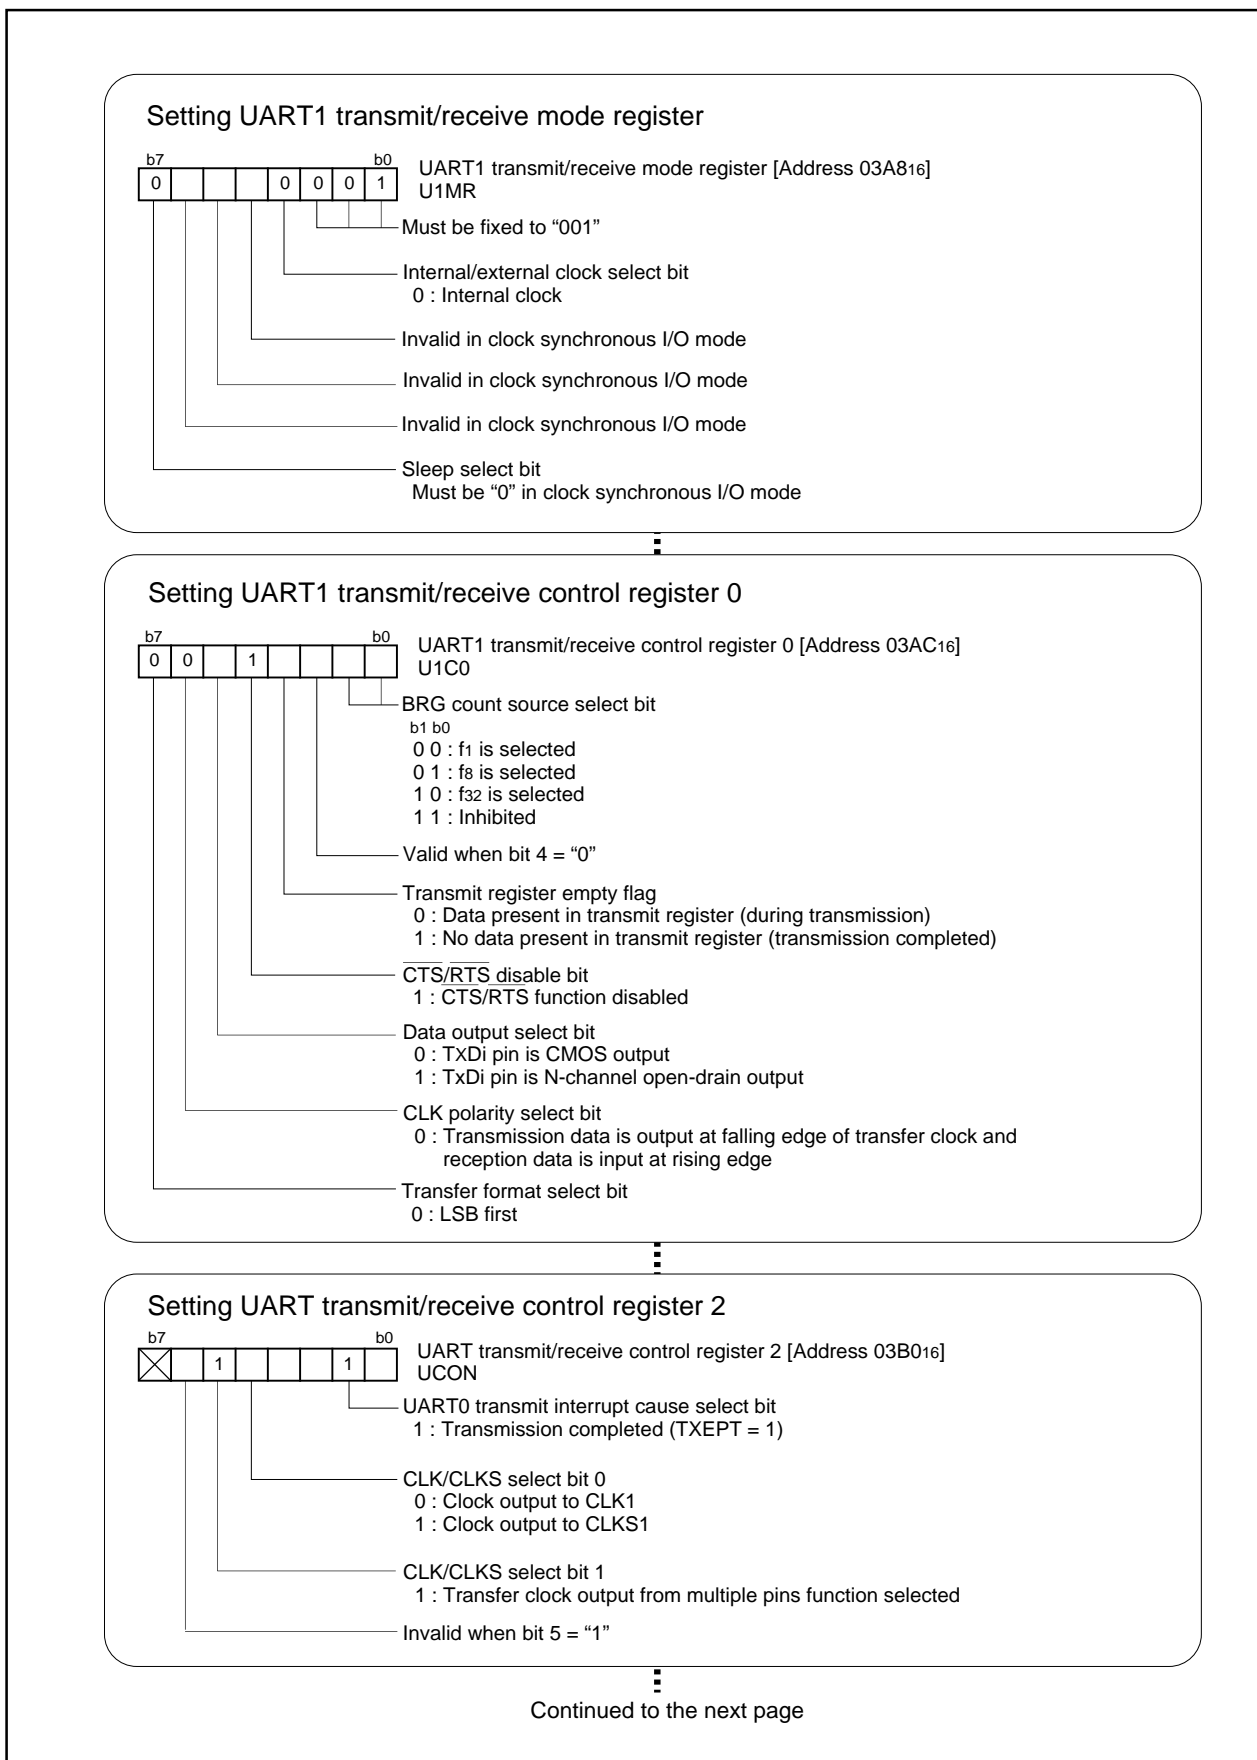 Setting UART1 transmit/receive mode register
b7 b0
0 0 0 0 1
UART1 transmit/receive mode register [Address 03A816]
U1MR
Must be fixed to “001”
Internal/external clock select bit
0 : Internal clock
Invalid in clock synchronous I/O mode
Invalid in clock synchronous I/O mode
Invalid in clock synchronous I/O mode
Sleep select bit
Must be “0” in clock synchronous I/O mode
Setting UART1 transmit/receive control register 0
b7 b0
0 0 1
UART1 transmit/receive control register 0 [Address 03AC16]
U1C0
BRG count source select bit
b1 b0
0 0 : f1 is selected
0 1 : f8 is selected
1 0 : f32 is selected
1 1 : Inhibited
Valid when bit 4 = “0”
Transmit register empty flag
0 : Data present in transmit register (during transmission)
1 : No data present in transmit register (transmission completed)
CTS/RTS disable bit
1 : CTS/RTS function disabled
Data output select bit
0 : TXDi pin is CMOS output
1 : TxDi pin is N-channel open-drain output
CLK polarity select bit
0 : Transmission data is output at falling edge of transfer clock and
reception data is input at rising edge
Transfer format select bit
0 : LSB first
Setting UART transmit/receive control register 2
b7 b0
1 1
UART transmit/receive control register 2 [Address 03B016]
UCON
UART0 transmit interrupt cause select bit
1 : Transmission completed (TXEPT = 1)
CLK/CLKS select bit 0
0 : Clock output to CLK1
1 : Clock output to CLKS1
CLK/CLKS select bit 1
1 : Transfer clock output from multiple pins function selected
Invalid when bit 5 = “1”
Continued to the next page